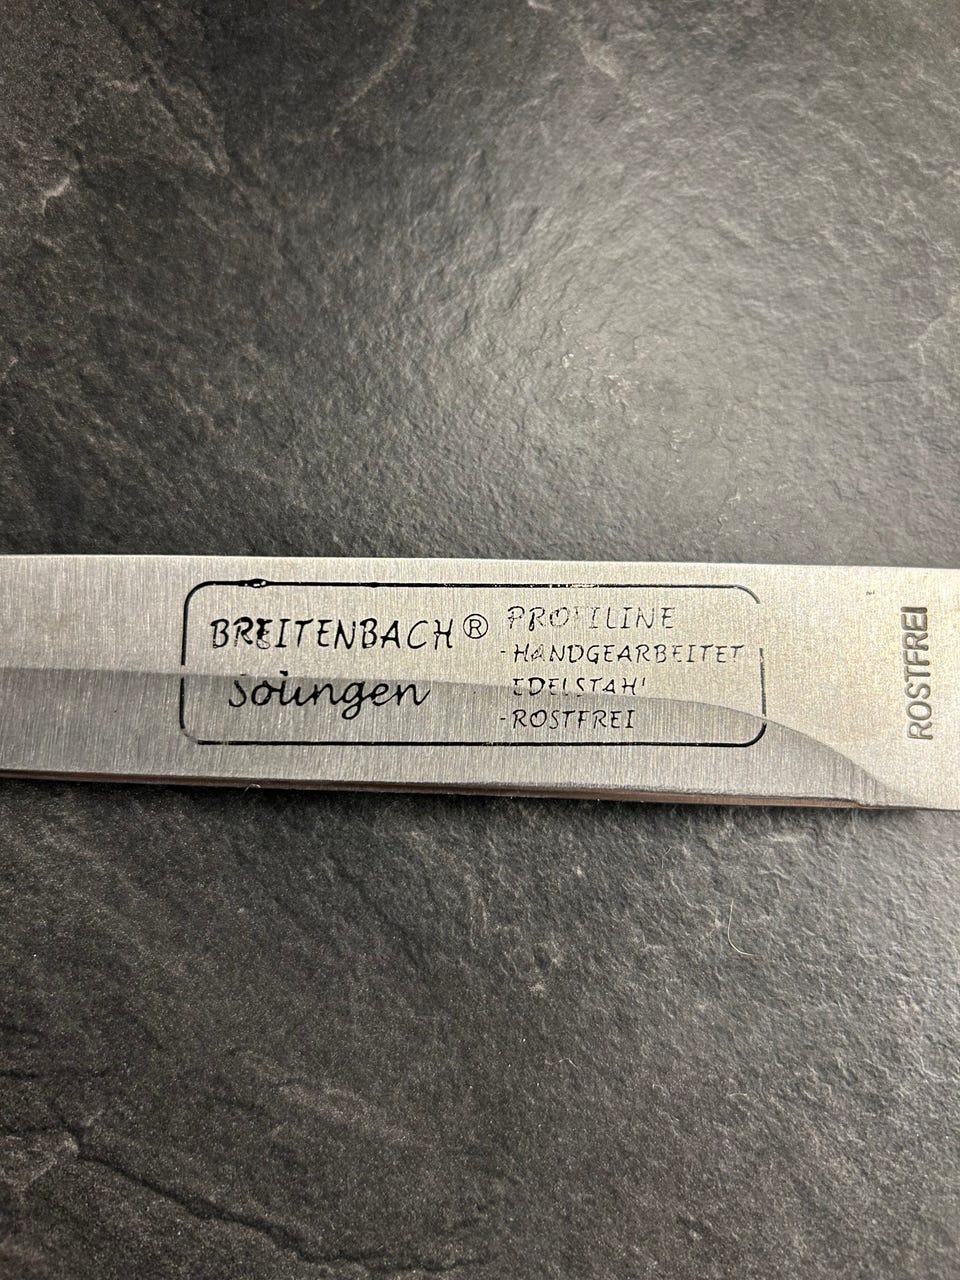 BREITENBACH®
Solingen
PROFILINE
-HANDGEARBEITET
EDELSTAHL
-ROSTFREI
ROSTFREI